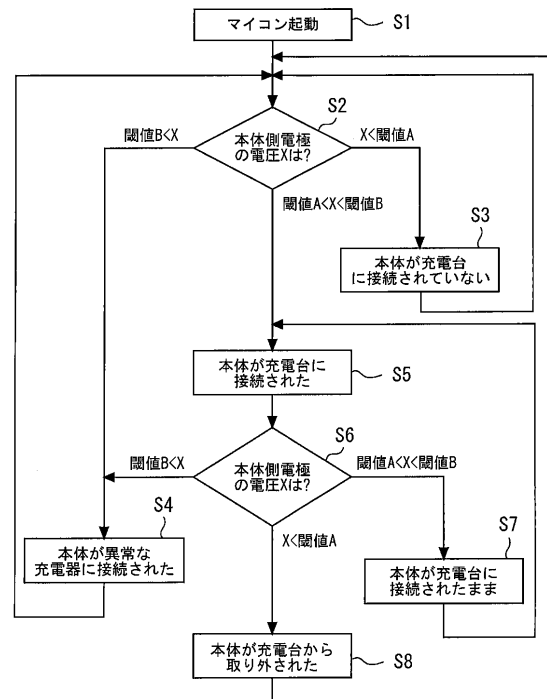 マイコン起動
S1
S2
本体側電極
の電圧Xは?
閾値B<X
X<閾値A
閾値A<X<閾値B
S3
本体が充電台
に接続されていない
本体が充電台に
接続された
S5
S6
本体側電極
の電圧Xは?
閾値B<X
閾値A<X<閾値B
X<閾値A
S4
本体が異常な
充電器に接続された
S7
本体が充電台に
接続されたまま
本体が充電台から
取り外された
S8